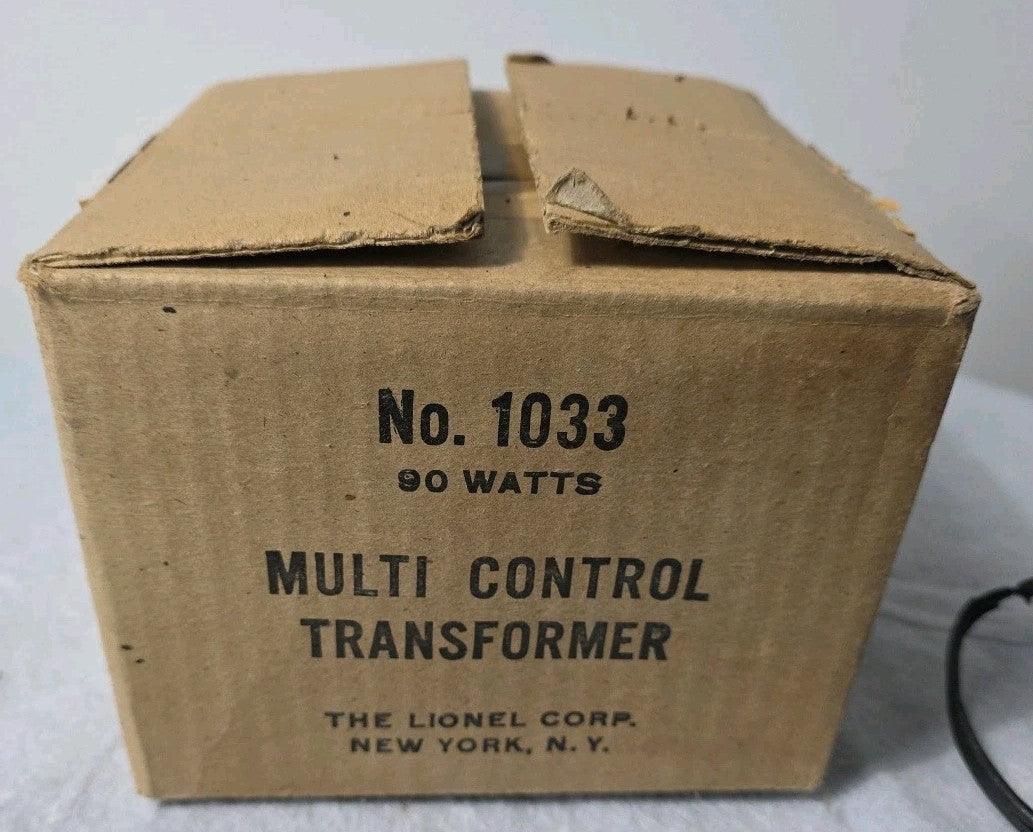 No. 1033
90 WATTS
MULTI CONTROL
TRANSFORMER
THE LIONEL CORP.
NEW YORK, N. Y.